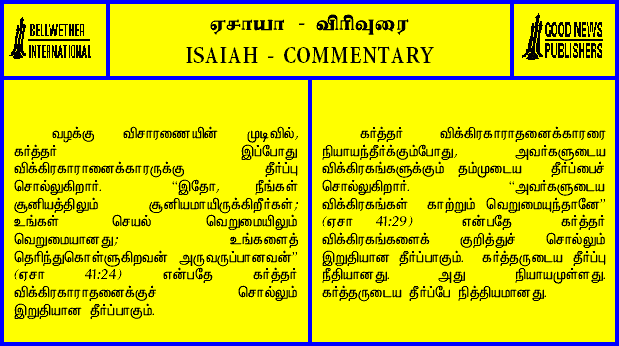 BELLWETHER
INTERNATIONAL
ஏசாயா - விரிவுரை
ISAIAH - COMMENTARY
GOOD NEWS
PUBLISHERS
வழக்கு விசாரணையின் முடிவில்,
கர்த்தர் இப்போது
விக்கிரகாரானைக்காரருக்கு தீர்ப்பு
சொல்லுகிறார். “இதோ, நீங்கள்
சூனியத்திலும் சூனியமாயிருக்கிறீர்கள்;
உங்கள் செயல் வெறுமையிலும்
வெறுமையானது; உங்களைத்
தெரிந்துகொள்ளுகிறவன் அருவருப்பானவன்”
(ஏசா 41:24) என்பதே கர்த்தர்
விக்கிரகாராதனைக்குச் சொல்லும்
இறுதியான தீர்ப்பாகும்.
கர்த்தர் விக்கிரகாராதனைக்காரரை
நியாயந்தீர்க்கும்போது, அவர்களுடைய
விக்கிரகங்களுக்கும் தம்முடைய தீர்ப்பைச்
சொல்லுகிறார். “அவர்களுடைய
விக்கிரகங்கள் காற்றும் வெறுமையுந்தானே”
(ஏசா 41:29) என்பதே கர்த்தர்
விக்கிரகங்களைக் குறித்துச் சொல்லும்
இறுதியான தீர்ப்பாகும். கர்த்தருடைய தீர்ப்பு
நீதியானது. அது நியாயமுள்ளது.
கர்த்தருடைய தீர்ப்பே நித்தியமானது.